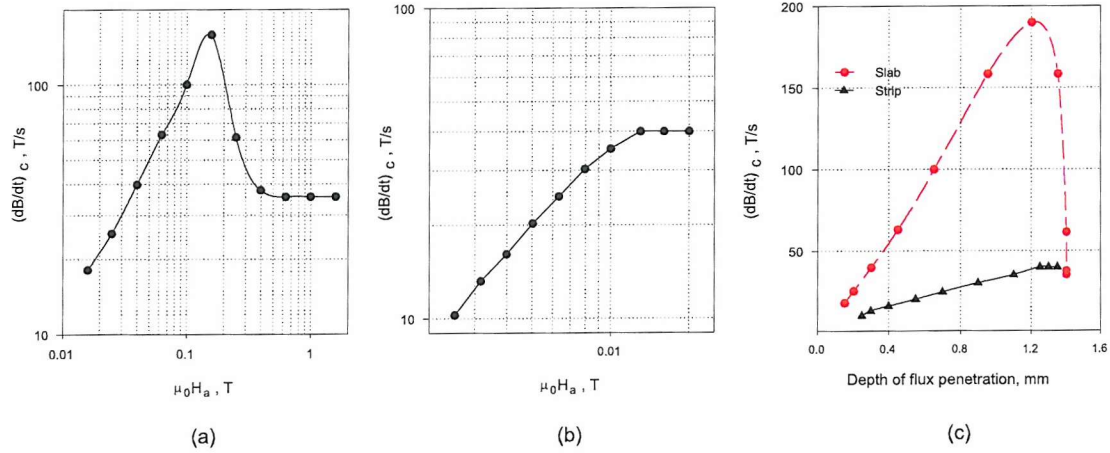 100
10
(dB/dt) c , T/s
0.01
0.1
1
μ0Ha , T
(a)
100
10
(dB/dt) c , T/s
0.01
μ0Ha , T
(b)
200
150
100
50
(dB/dt) c , T/s
Slab
Strip
0.0
0.4
0.8
1.2
1.6
Depth of flux penetration, mm
(c)